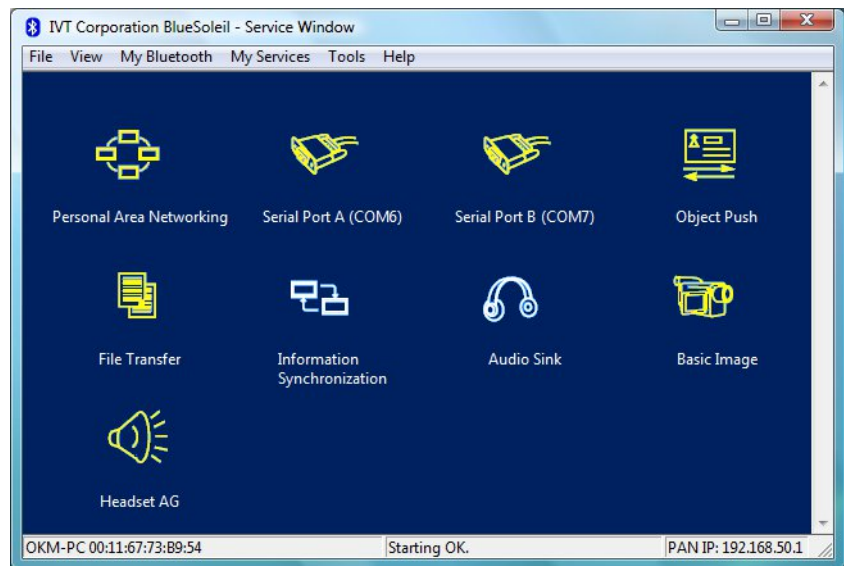 IVT Corporation BlueSoleil - Service Window
File View My Bluetooth My Services Tools Help
Personal Area Networking
Serial Port A (COM6)
Serial Port B (COM7)
Object Push
File Transfer
Information
Synchronization
Audio Sink
Basic Image
Headset AG
OKM-PC 00:11:67:73:B9:54
Starting OK.
PAN IP: 192.168.50.1